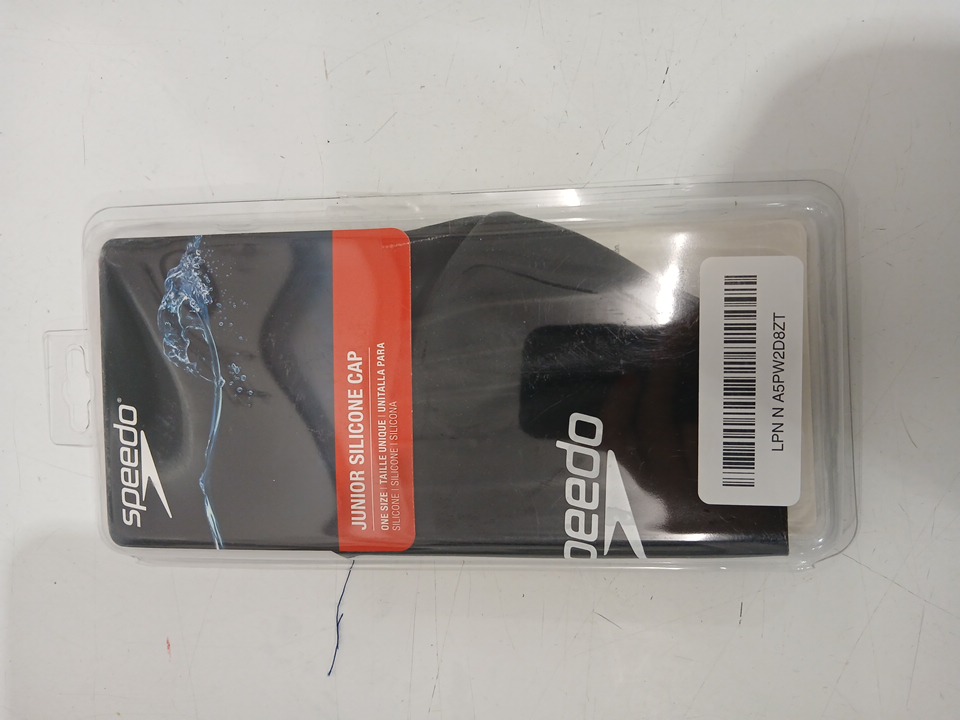 speedo®
JUNIOR SILICONE CAP
ONE SIZE | TAILLE UNIQUE | UNITALLA PARA
SILICONE | SILICONE | SILICONA
peedo
LPN N A5PW2D8ZT